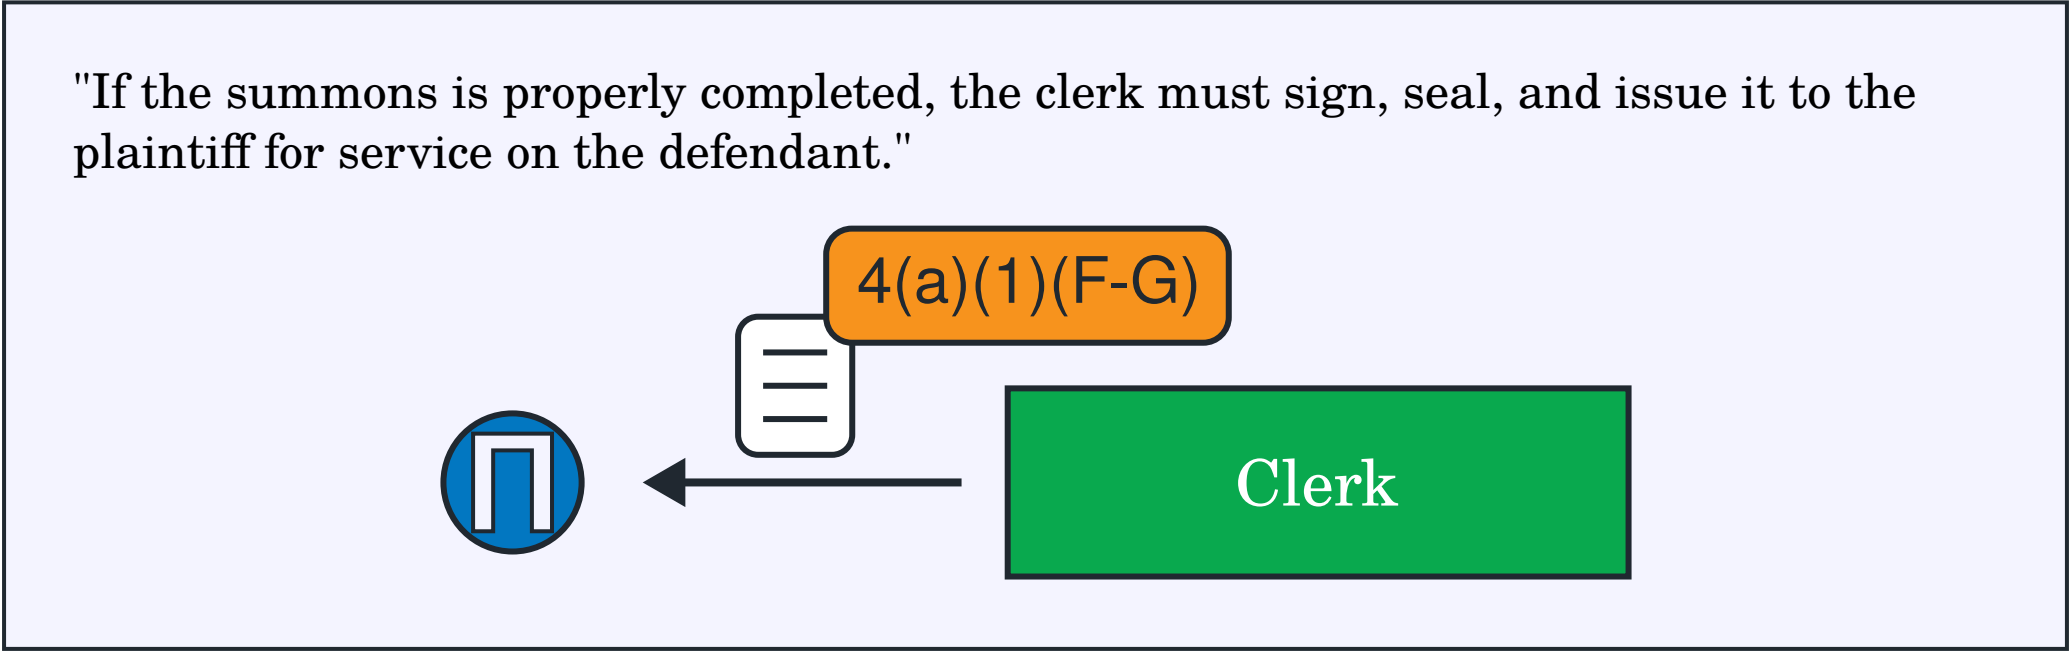 "If the summons is properly completed, the clerk must sign, seal, and issue it to the
plaintiff for service on the defendant."
4(a)(1)(F-G)
Π
Clerk